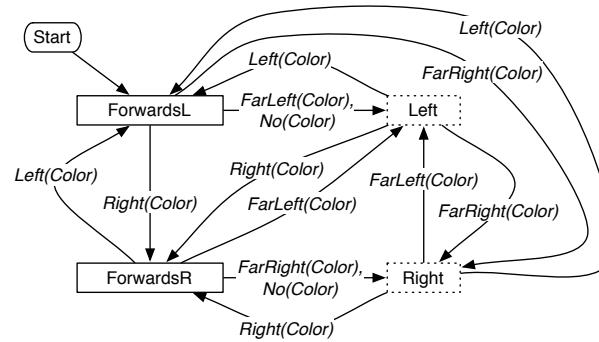 Start
Left(Color)
Left(Color)
FarRight(Color)
ForwardsL
FarLeft(Color),
No(Color)
Left
Left(Color)
Right(Color)
Right(Color)
FarLeft(Color)
FarLeft(Color)
FarRight(Color)
ForwardsR
FarRight(Color),
No(Color)
Right
Right(Color)